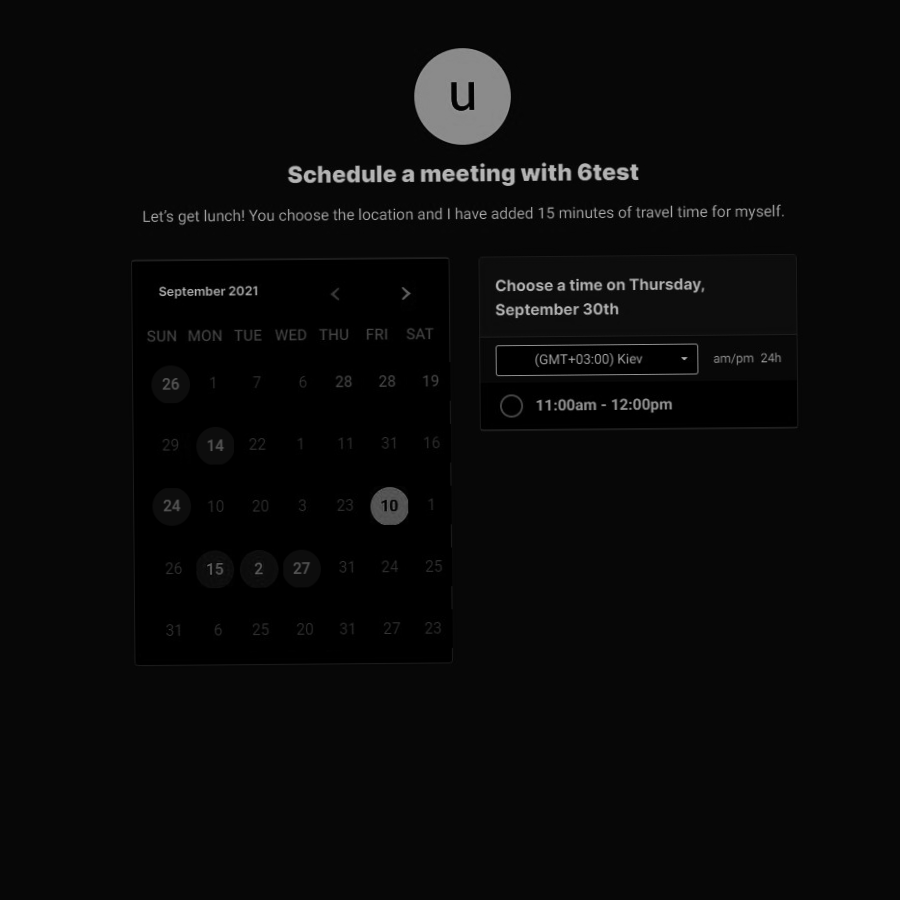 u
Schedule a meeting with 6test
Let's get lunch! You choose the location and I have added 15 minutes of travel time for myself.
September 2021
SUN MON TUE WED THU FRI SAT
26 1 7 6 28 28 19
29 14 22 1 11 31 16
24 10 20 3 23 10 1
26 15 2 27 31 24 25
31 6 25 20 31 27 23
Choose a time on Thursday,
September 30th
(GMT+03:00) Kiev am/pm 24h
11:00am - 12:00pm